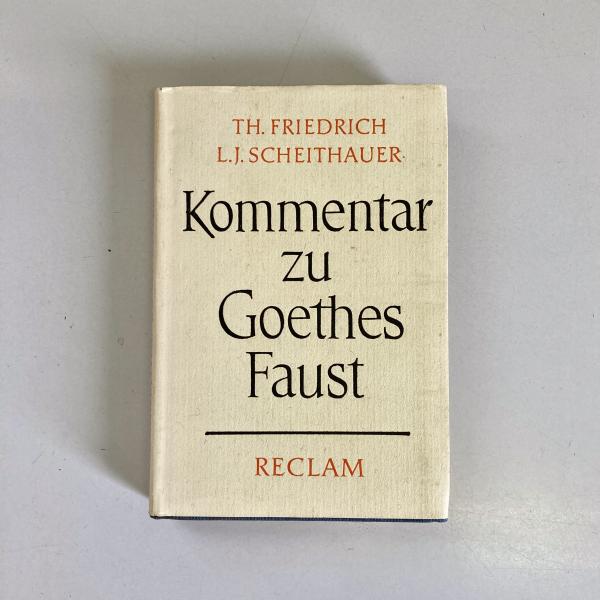 TH. FRIEDRICH
L.J. SCHEITHAUER
Kommentar
zu
Goethes
Faust
RECLAM